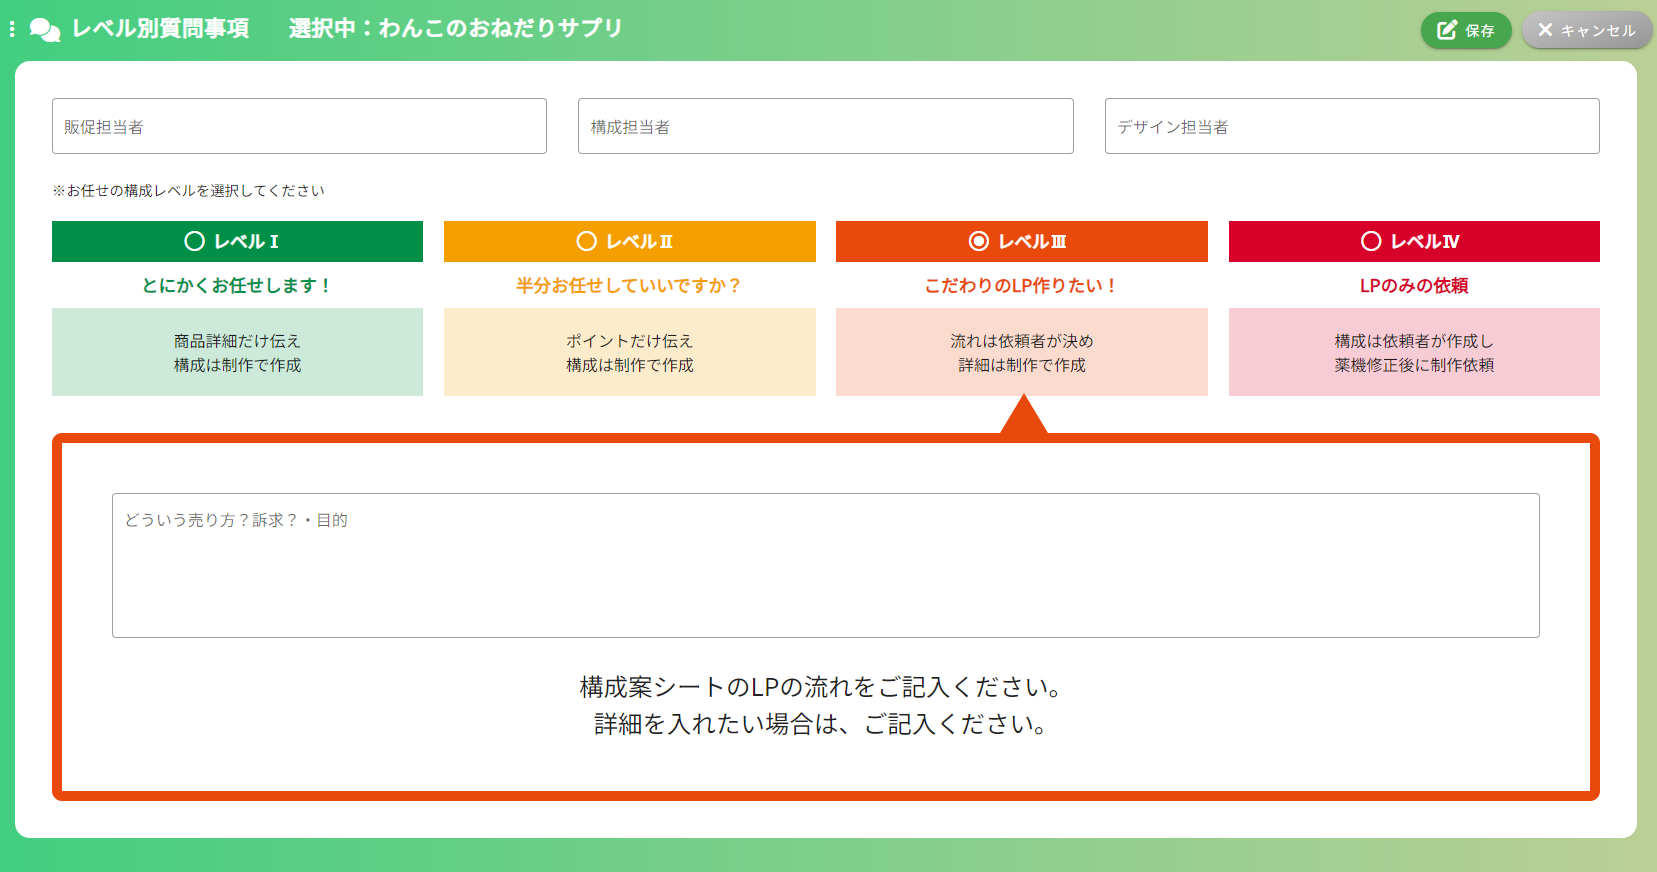 レベル別質問事項 選択中：わんこのおねだりサプリ
保存
キャンセル
販促担当者
構成担当者
デザイン担当者
※お任せの構成レベルを選択してください
レベルⅠ
レベルⅡ
レベルⅢ
レベルⅣ
とにかくお任せします！
半分お任せしていいですか？
こだわりのLP作りたい！
LPのみの依頼
商品詳細だけ伝え
構成は制作で作成
ポイントだけ伝え
構成は制作で作成
流れは依頼者が決め
詳細は制作で作成
構成は依頼者が作成し
薬機修正後に制作依頼
どういう売り方？訴求？・目的
構成案シートのLPの流れをご記入ください。
詳細を入れたい場合は、ご記入ください。